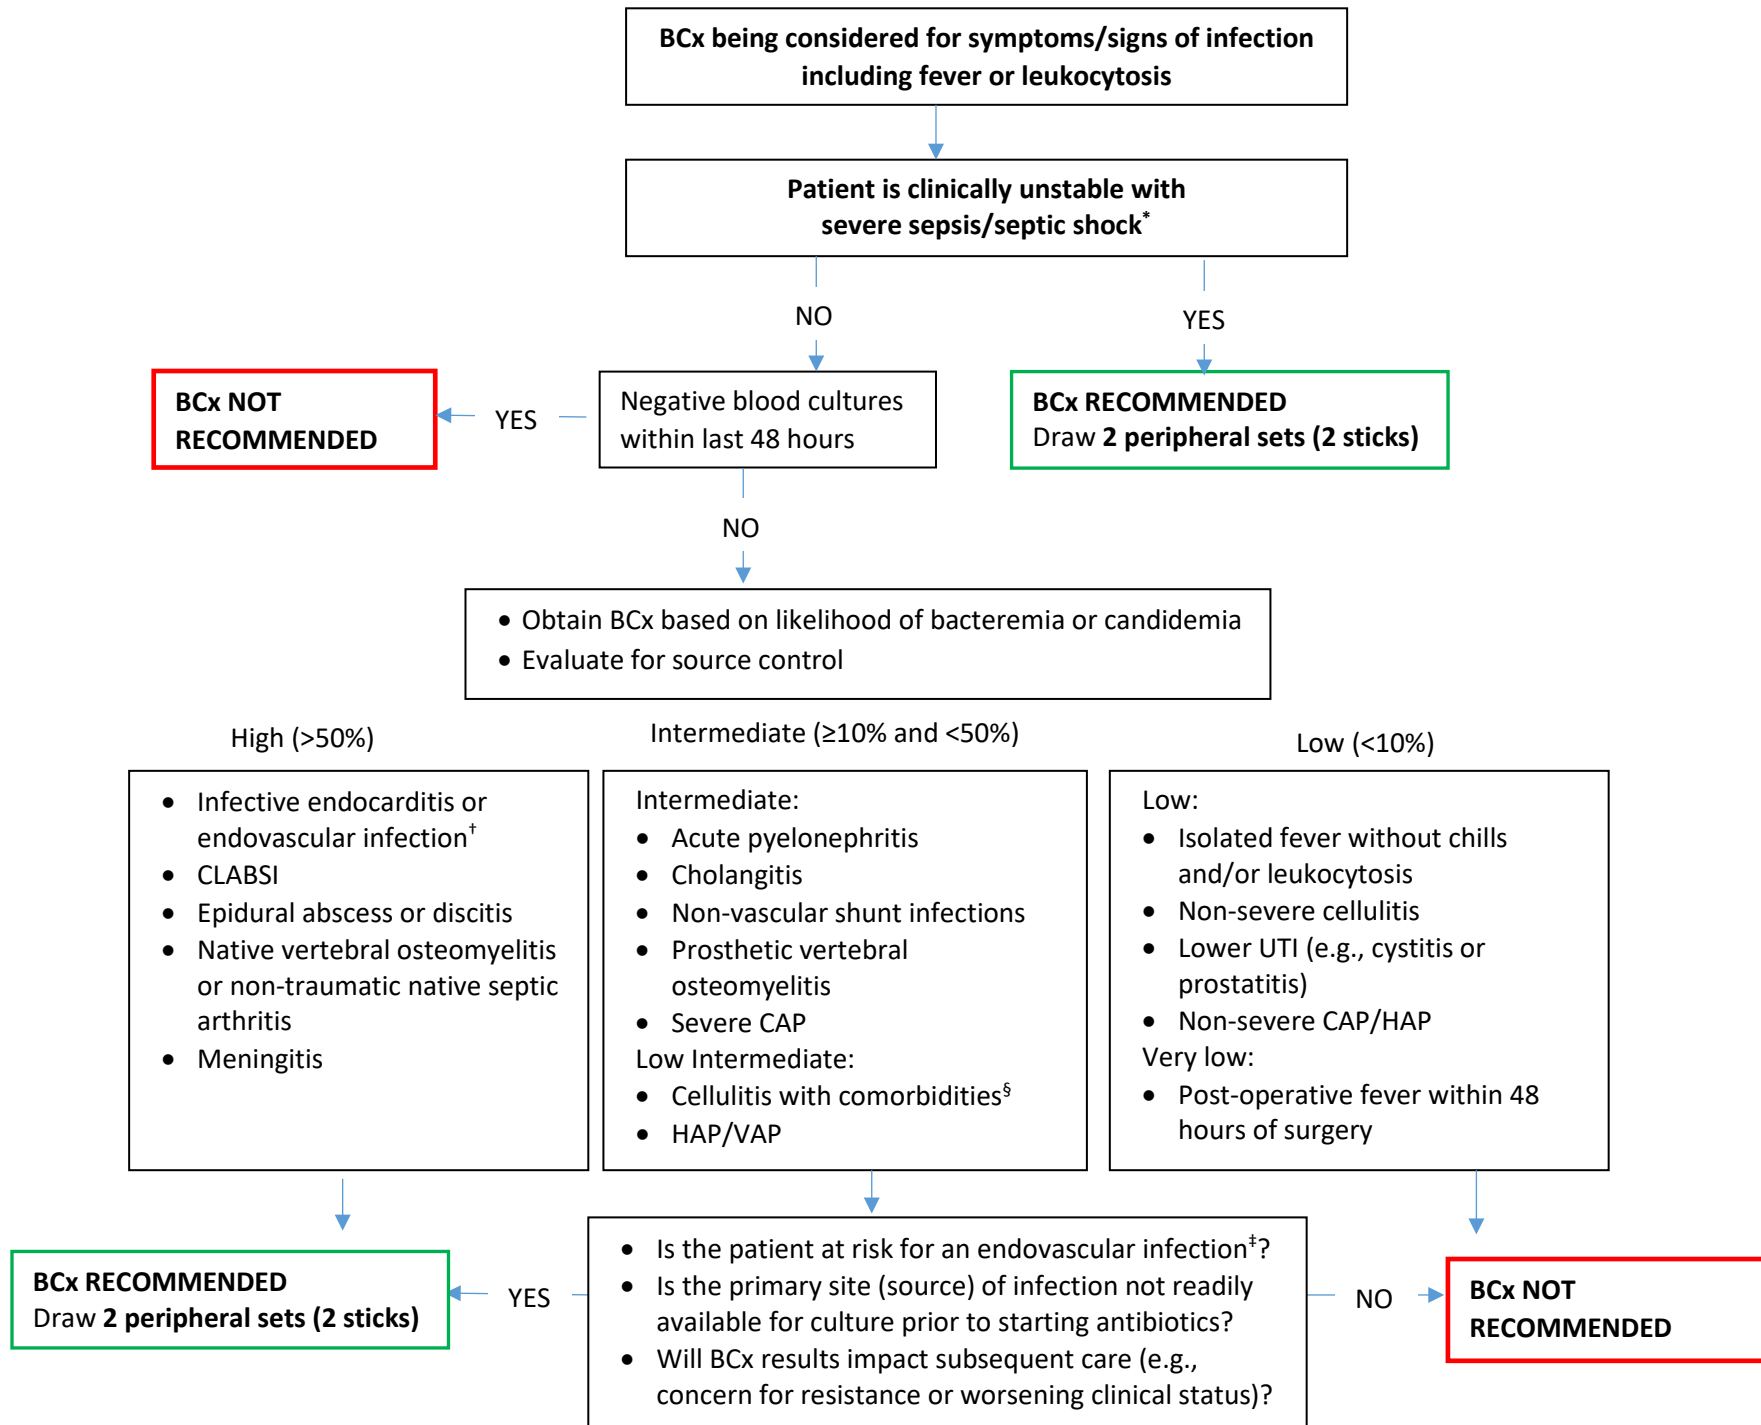 BCx being considered for symptoms/signs of infection
including fever or leukocytosis
Patient is clinically unstable with
severe sepsis/septic shock*
NO
YES
BCx NOT
RECOMMENDED
YES
Negative blood cultures
within last 48 hours
BCx RECOMMENDED
Draw 2 peripheral sets (2 sticks)
NO
• Obtain BCx based on likelihood of bacteremia or candidemia
• Evaluate for source control
High (>50%)
Intermediate (≥10% and <50%)
Low (<10%)
• Infective endocarditis or
endovascular infection†
• CLABSI
• Epidural abscess or discitis
• Native vertebral osteomyelitis
or non-traumatic native septic
arthritis
• Meningitis
Intermediate:
• Acute pyelonephritis
• Cholangitis
• Non-vascular shunt infections
• Prosthetic vertebral
osteomyelitis
• Severe CAP
Low Intermediate:
• Cellulitis with comorbidities§
• HAP/VAP
Low:
• Isolated fever without chills
and/or leukocytosis
• Non-severe cellulitis
• Lower UTI (e.g., cystitis or
prostatitis)
• Non-severe CAP/HAP
Very low:
• Post-operative fever within 48
hours of surgery
BCx RECOMMENDED
Draw 2 peripheral sets (2 sticks)
YES
• Is the patient at risk for an endovascular infection‡?
• Is the primary site (source) of infection not readily
available for culture prior to starting antibiotics?
• Will BCx results impact subsequent care (e.g.,
concern for resistance or worsening clinical status)?
NO
BCx NOT
RECOMMENDED